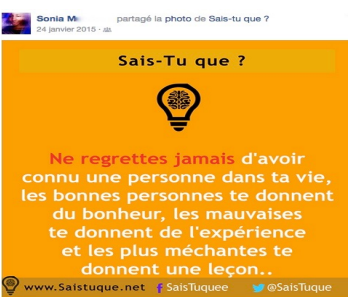 Sonia M partagé la photo de Sais-tu que ?
24 janvier 2015
Sais-Tu que ?
Ne regrettes jamais d'avoir
connu une personne dans ta vie,
les bonnes personnes te donnent
du bonheur, les mauvaises
te donnent de l'expérience
et les plus méchantes te
donnent une leçon..
www.Saistuque.net f SaisTuquee @SaisTuque